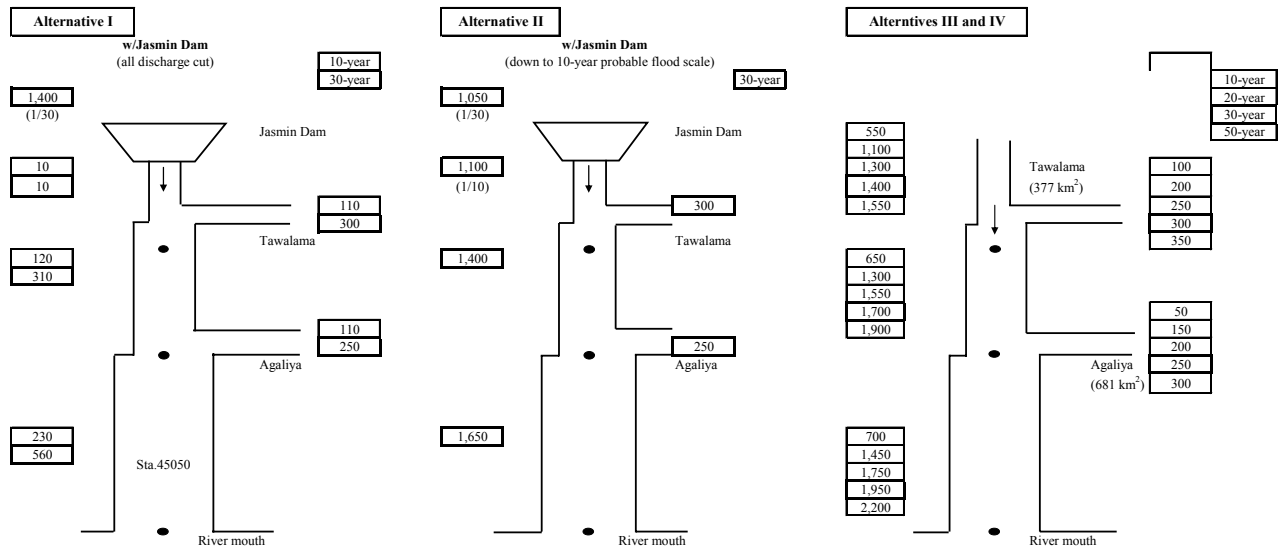 Alternative I
w/Jasmin Dam
(all discharge cut)
10-year
30-year
1,400
(1/30)
Jasmin Dam
10
10
110
300
Tawalama
120
310
110
250
Agaliya
230
560
Sta.45050
River mouth
Alternative II
w/Jasmin Dam
(down to 10-year probable flood scale)
30-year
1,050
(1/30)
Jasmin Dam
1,100
(1/10)
300
Tawalama
1,400
250
Agaliya
1,650
River mouth
Alterntives III and IV
10-year
20-year
30-year
50-year
550
1,100
1,300
1,400
1,550
Tawalama
(377 km²)
100
200
250
300
350
650
1,300
1,550
1,700
1,900
50
150
200
250
300
Agaliya
(681 km²)
700
1,450
1,750
1,950
2,200
River mouth